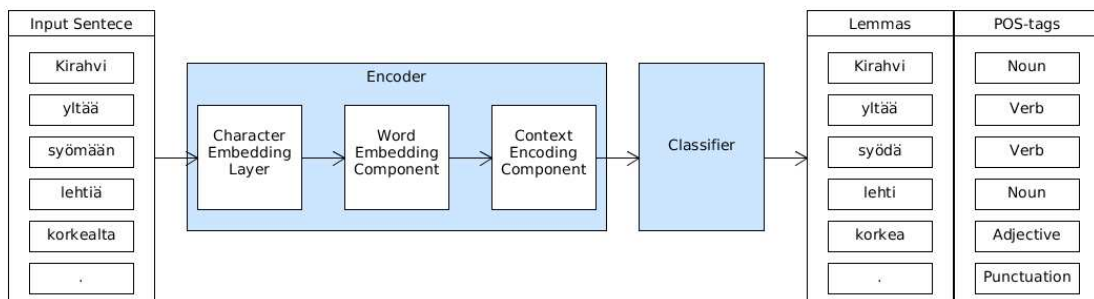 Input Sentece
Kirahvi
yltää
syömään
lehtiä
korkealta
.
Encoder
Character
Embedding
Layer
Word
Embedding
Component
Context
Encoding
Component
Classifier
Lemmas
Kirahvi
yltää
syödä
lehti
korkea
.
POS-tags
Noun
Verb
Verb
Noun
Adjective
Punctuation